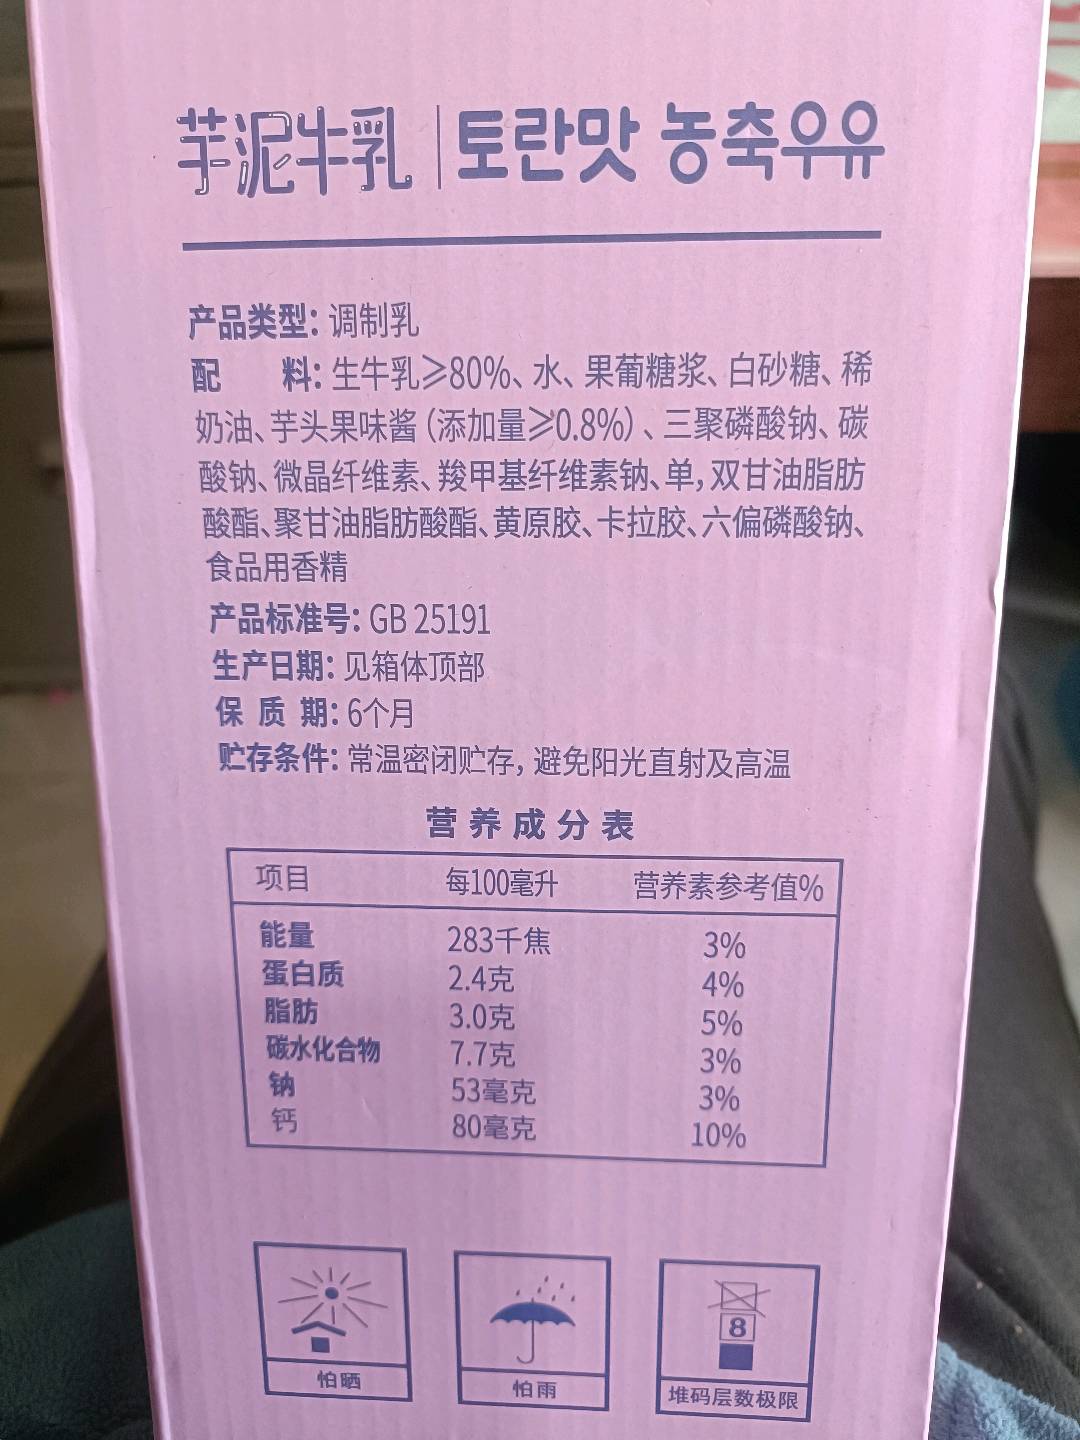 芋泥牛乳 | 토란맛 농축우유
产品类型：调制乳
配 料：生牛乳≥80%、水、果葡糖浆、白砂糖、稀
奶油、芋头果味酱（添加量≥0.8%）、三聚磷酸钠、碳
酸钠、微晶纤维素、羧甲基纤维素钠、单，双甘油脂肪
酸酯、聚甘油脂肪酸酯、黄原胶、卡拉胶、六偏磷酸钠、
食品用香精
产品标准号：GB 25191
生产日期：见箱体顶部
保 质 期：6个月
贮存条件：常温密闭贮存，避免阳光直射及高温
营养成分表
项目 每100毫升 营养素参考值%
能量 283千焦 3%
蛋白质 2.4克 4%
脂肪 3.0克 5%
碳水化合物 7.7克 3%
钠 53毫克 3%
钙 80毫克 10%
8
怕晒 怕雨 堆码层数极限